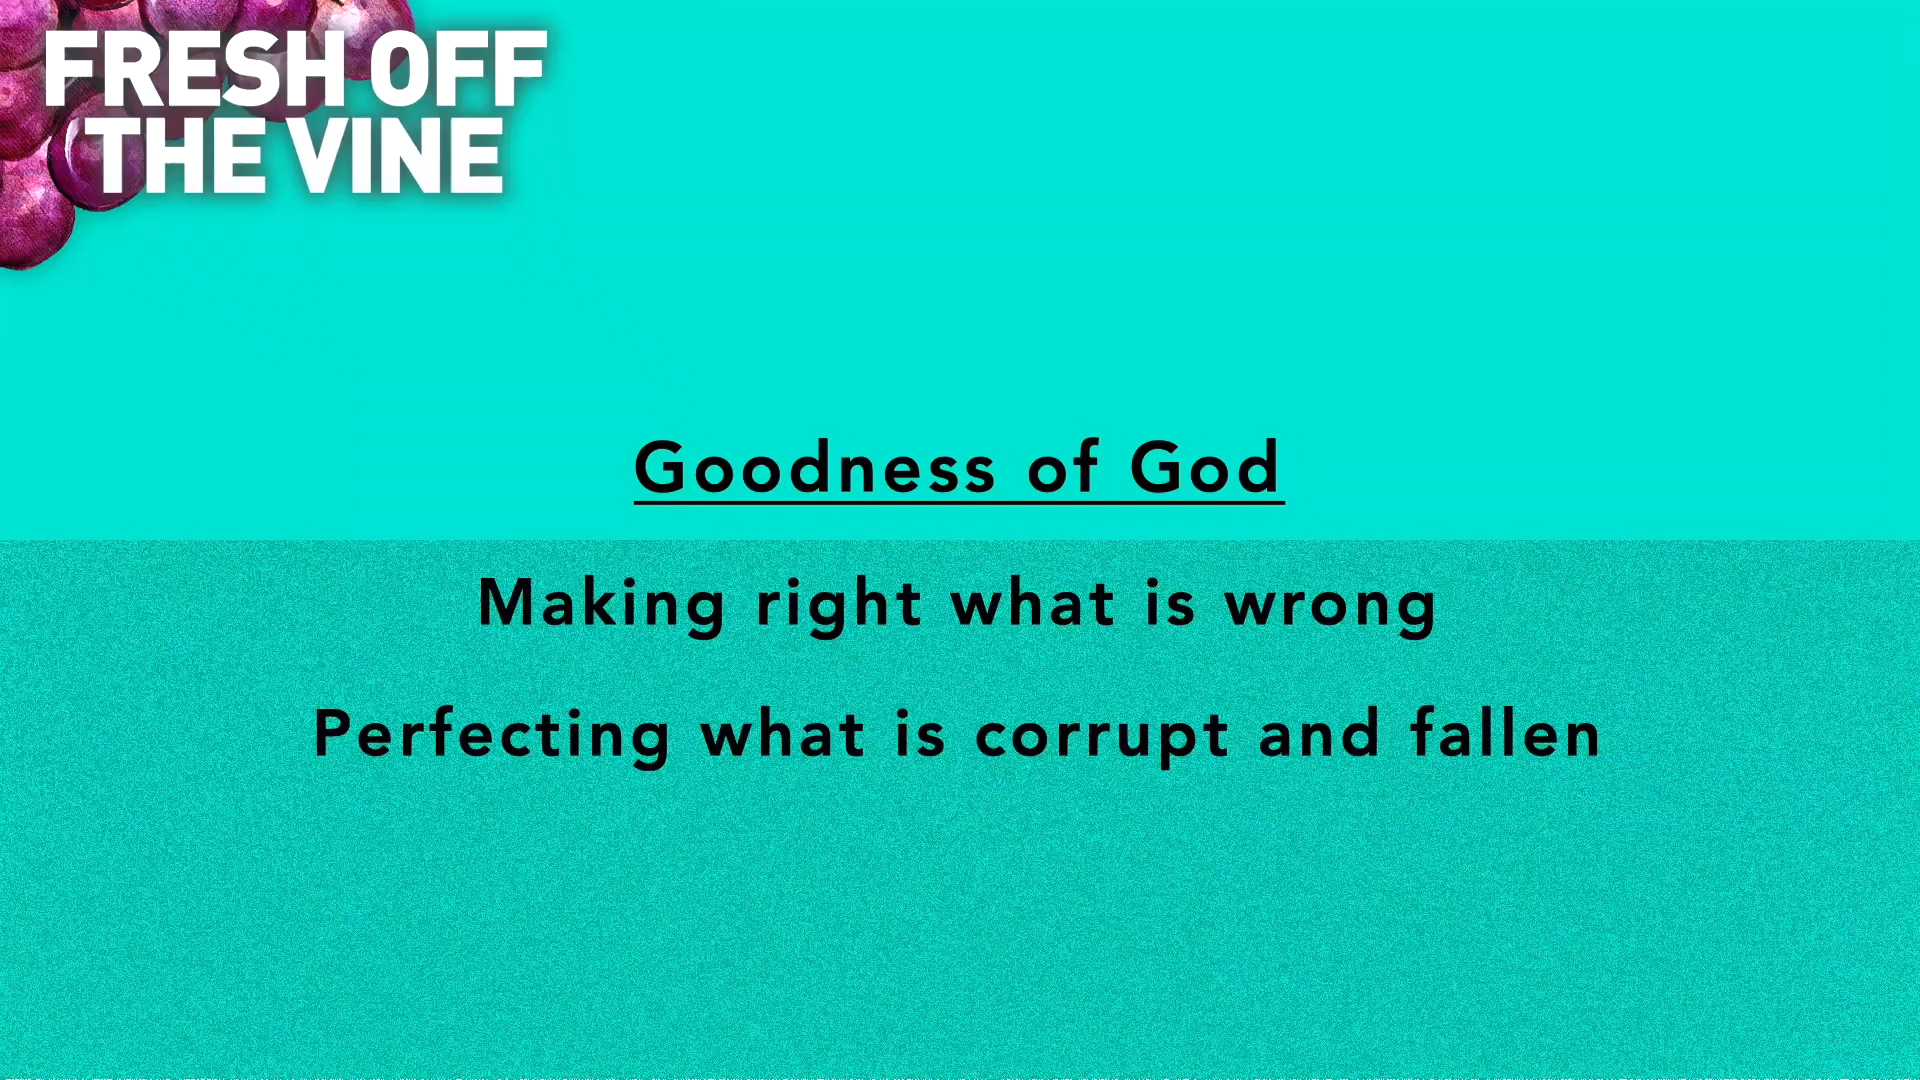 FRESH OFF
THE VINE
Goodness of God
Making right what is wrong
Perfecting what is corrupt and fallen